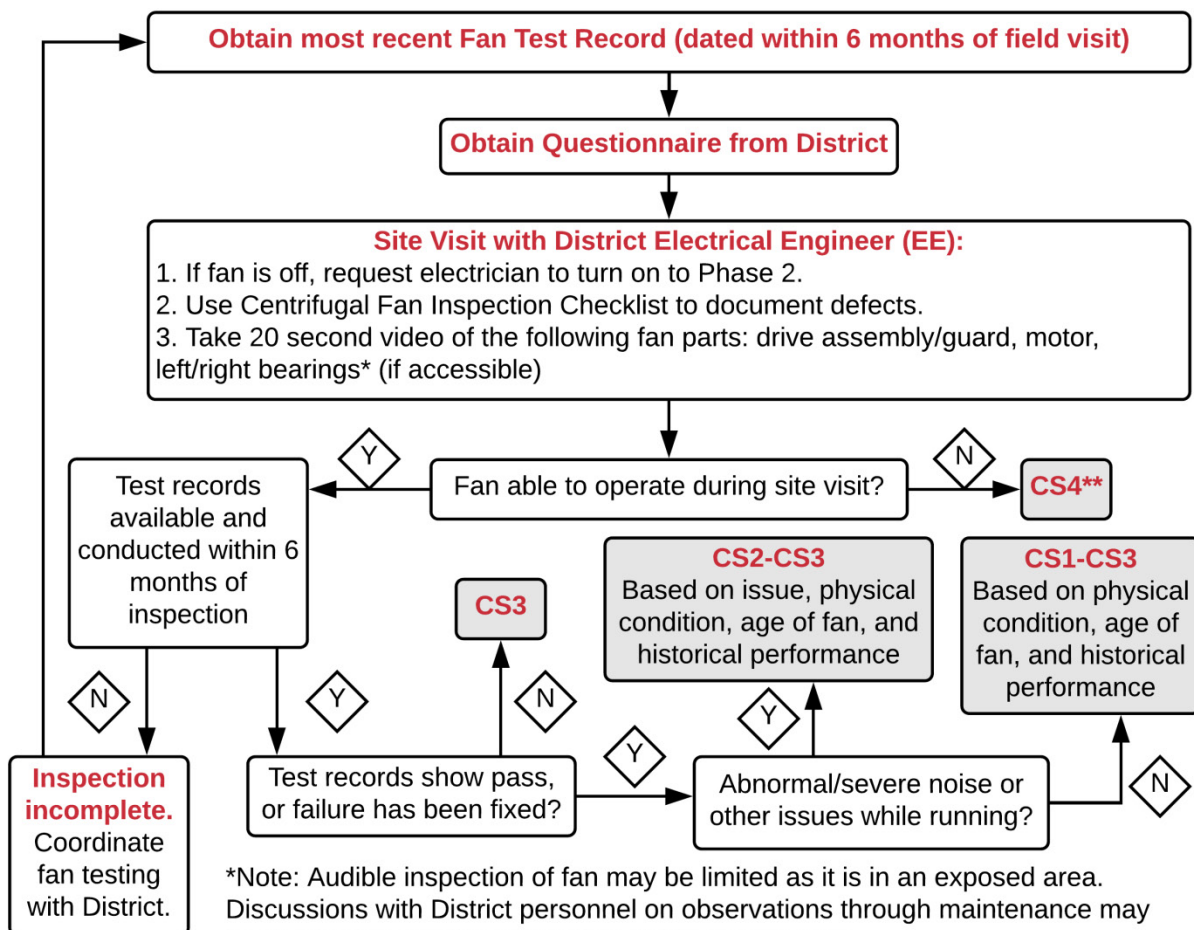 Obtain most recent Fan Test Record (dated within 6 months of field visit)
Obtain Questionnaire from District
Site Visit with District Electrical Engineer (EE):
1. If fan is off, request electrician to turn on to Phase 2.
2. Use Centrifugal Fan Inspection Checklist to document defects.
3. Take 20 second video of the following fan parts: drive assembly/guard, motor,
left/right bearings* (if accessible)
Y
Fan able to operate during site visit?
N
CS4**
Test records
available and
conducted within 6
months of
inspection
CS3
CS2-CS3
Based on issue, physical
condition, age of fan, and
historical performance
CS1-CS3
Based on physical
condition, age of
fan, and historical
performance
N
Y
N
Y
Y
N
Inspection
incomplete.
Coordinate
fan testing
with District.
Test records show pass,
or failure has been fixed?
Abnormal/severe noise or
other issues while running?
*Note: Audible inspection of fan may be limited as it is in an exposed area.
Discussions with District personnel on observations through maintenance may